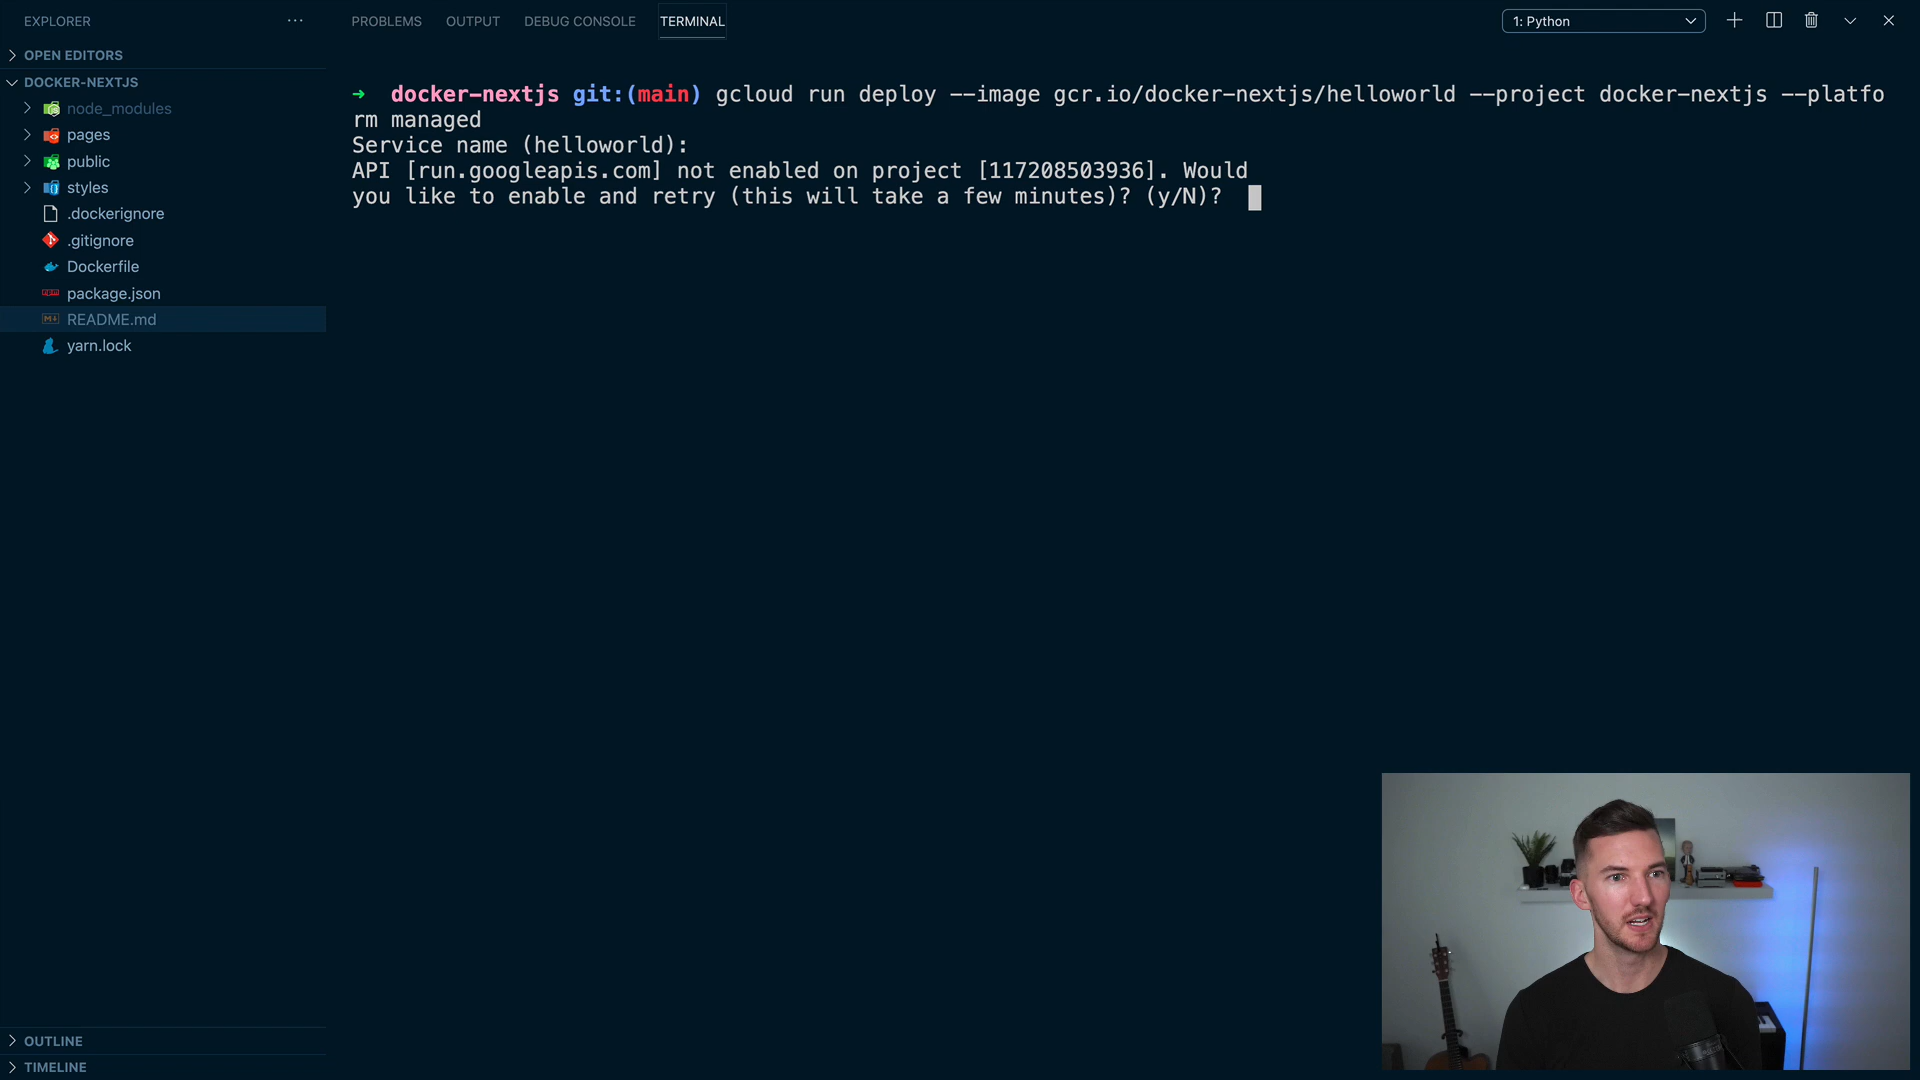 EXPLORER
OPEN EDITORS
DOCKER-NEXTJS
node_modules
pages
public
styles
.dockerignore
.gitignore
Dockerfile
package.json
README.md
yarn.lock
OUTLINE
TIMELINE
PROBLEMS OUTPUT DEBUG CONSOLE TERMINAL
1: Python
→ docker-nextjs git:(main) gcloud run deploy --image gcr.io/docker-nextjs/helloworld --project docker-nextjs --platfo
rm managed
Service name (helloworld):
API [run.googleapis.com] not enabled on project [117208503936]. Would
you like to enable and retry (this will take a few minutes)? (y/N)?